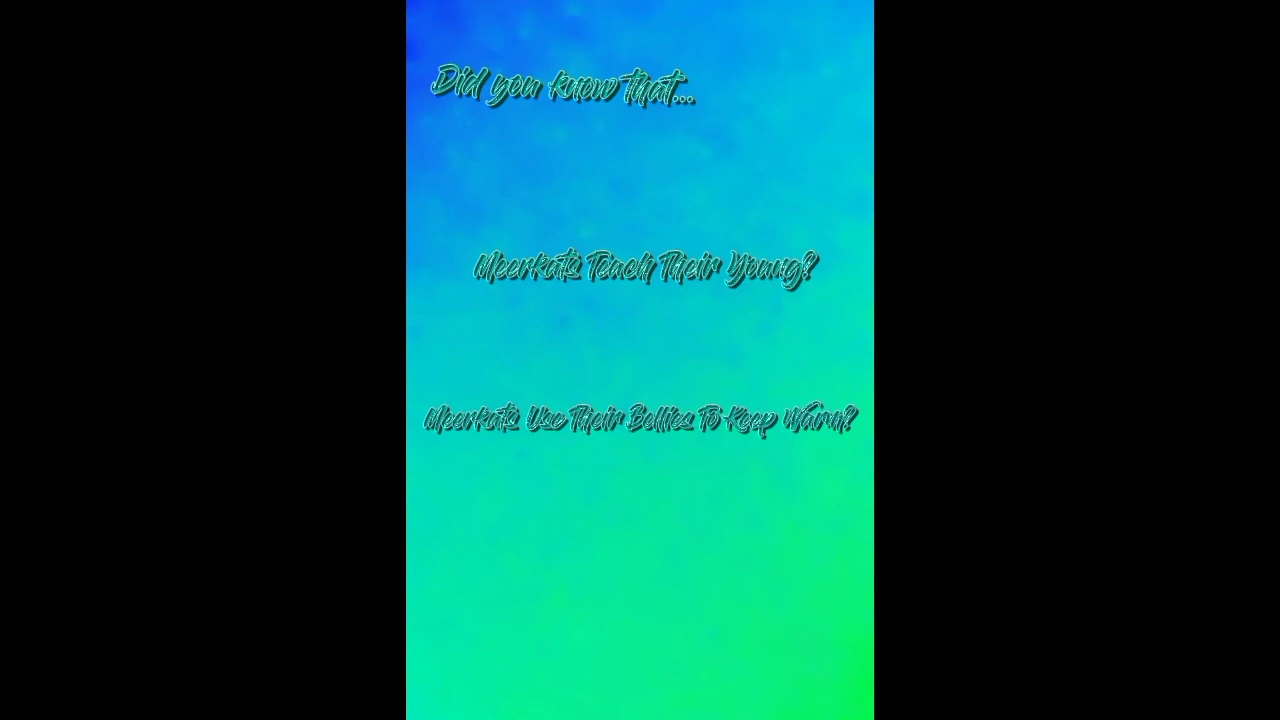 Did you know that...
Meerkats Teach Their Young?
Meerkats Use Their Bellies To Keep Warm?